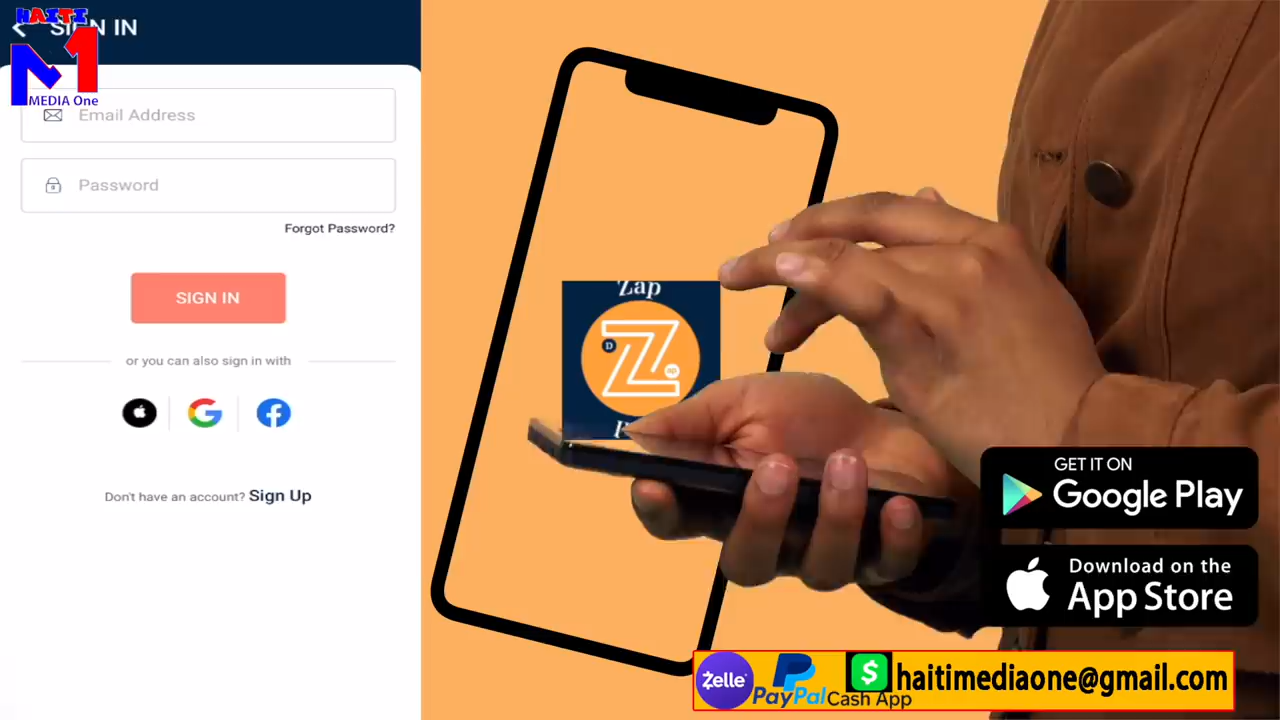 HAITI
MEDIA One
SIGN IN
Email Address
Password
Forgot Password?
SIGN IN
or you can also sign in with
Don't have an account? Sign Up
Zap
Z
D
GET IT ON
Google Play
Download on the
App Store
Zelle
PayPal
Cash App
haitimediaone@gmail.com